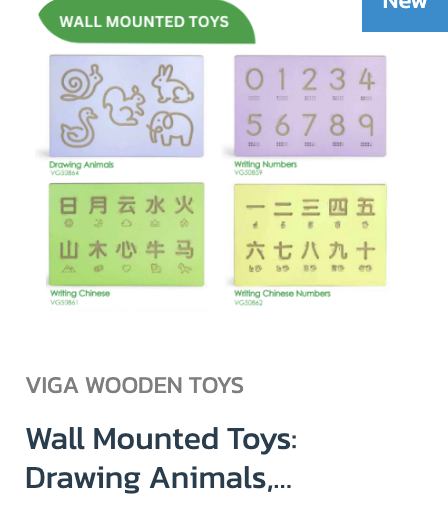 New
WALL MOUNTED TOYS
Drawing Animals
VG50864
0 1 2 3 4
5 6 7 8 9
Writing Numbers
VG50859
日 月 云 水 火
山 木 心 牛 马
Writing Chinese
VG50861
一 二 三 四 五
六 七 八 九 十
Writing Chinese Numbers
VG50862
VIGA WOODEN TOYS
Wall Mounted Toys:
Drawing Animals,...